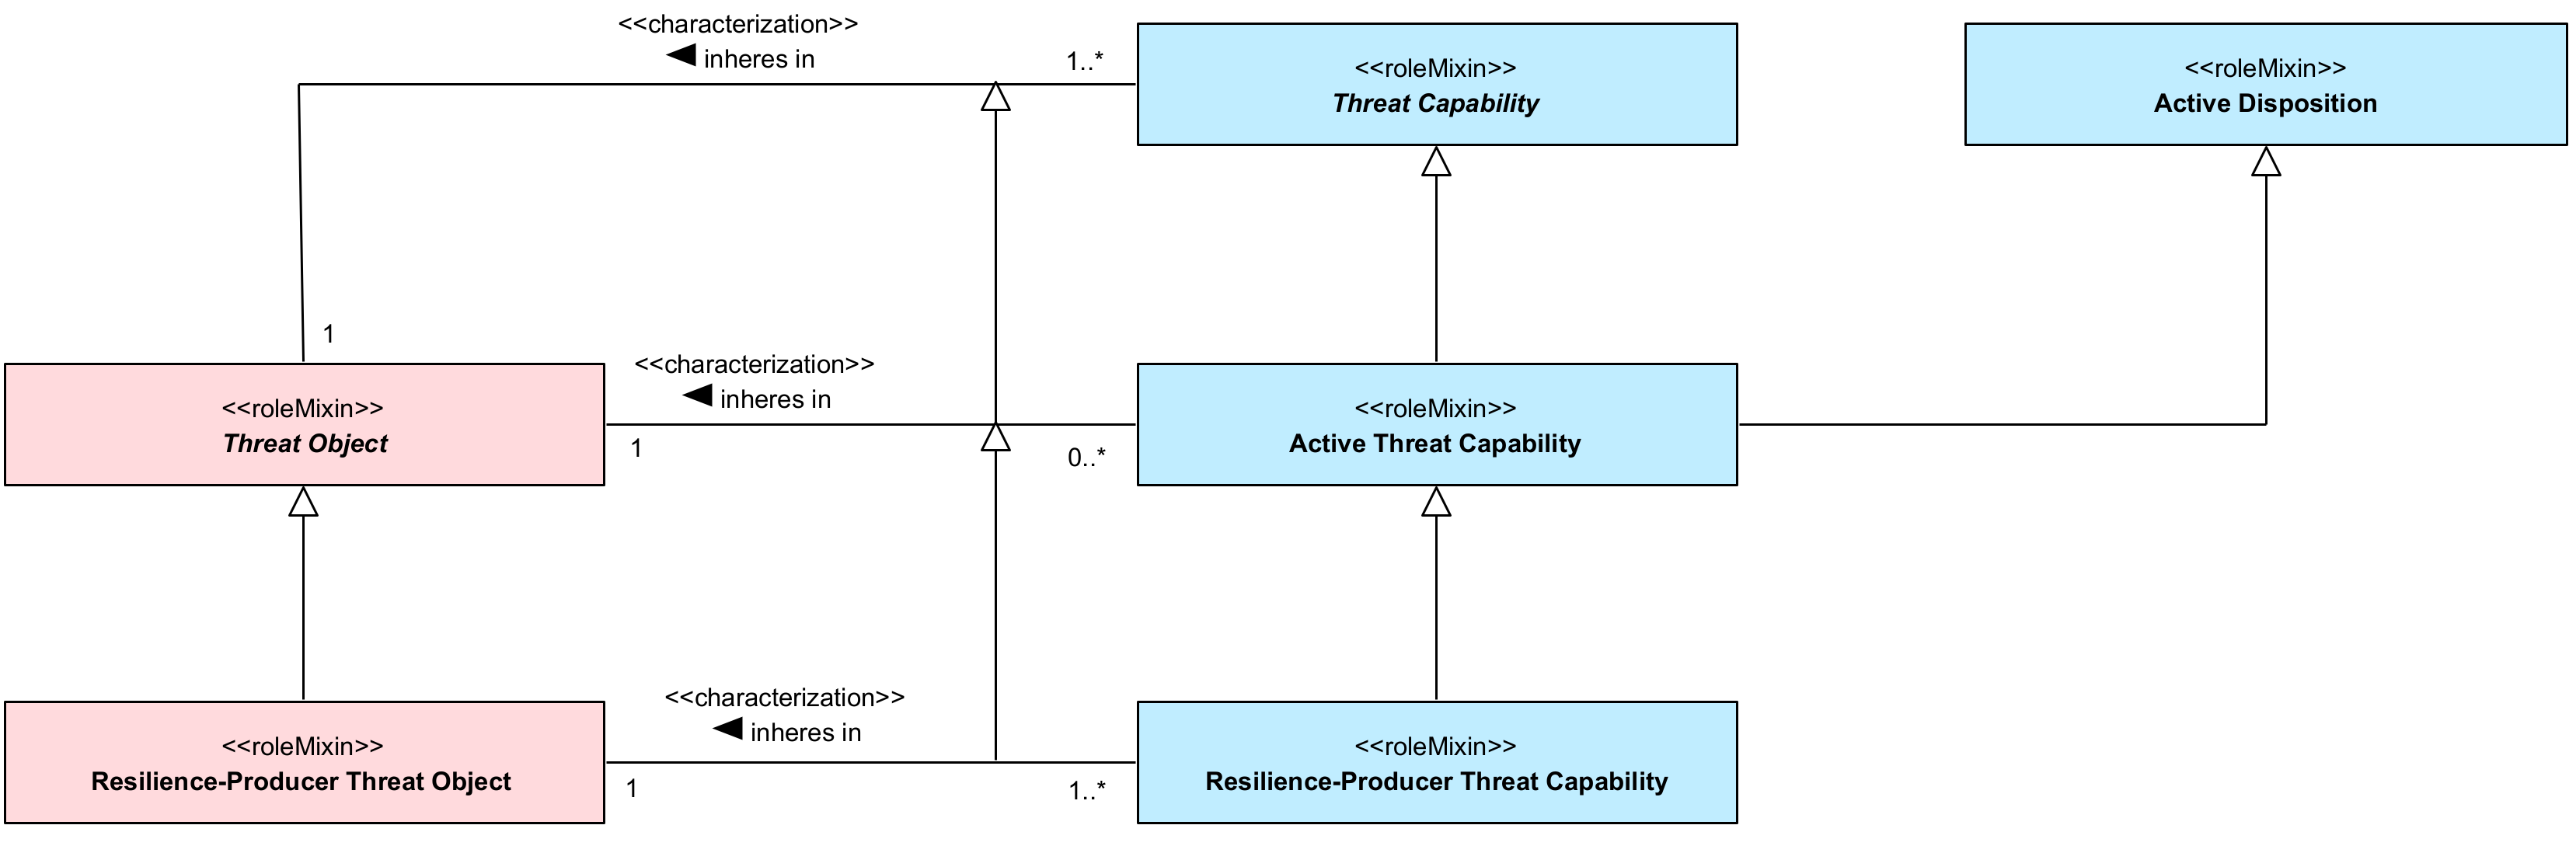 <<characterization>>
◀ inheres in
1..*
<<roleMixin>>
Threat Capability
<<roleMixin>>
Active Disposition
1
<<characterization>>
◀ inheres in
<<roleMixin>>
Threat Object
1
0..*
<<roleMixin>>
Active Threat Capability
<<characterization>>
◀ inheres in
<<roleMixin>>
Resilience-Producer Threat Object
1
1..*
<<roleMixin>>
Resilience-Producer Threat Capability